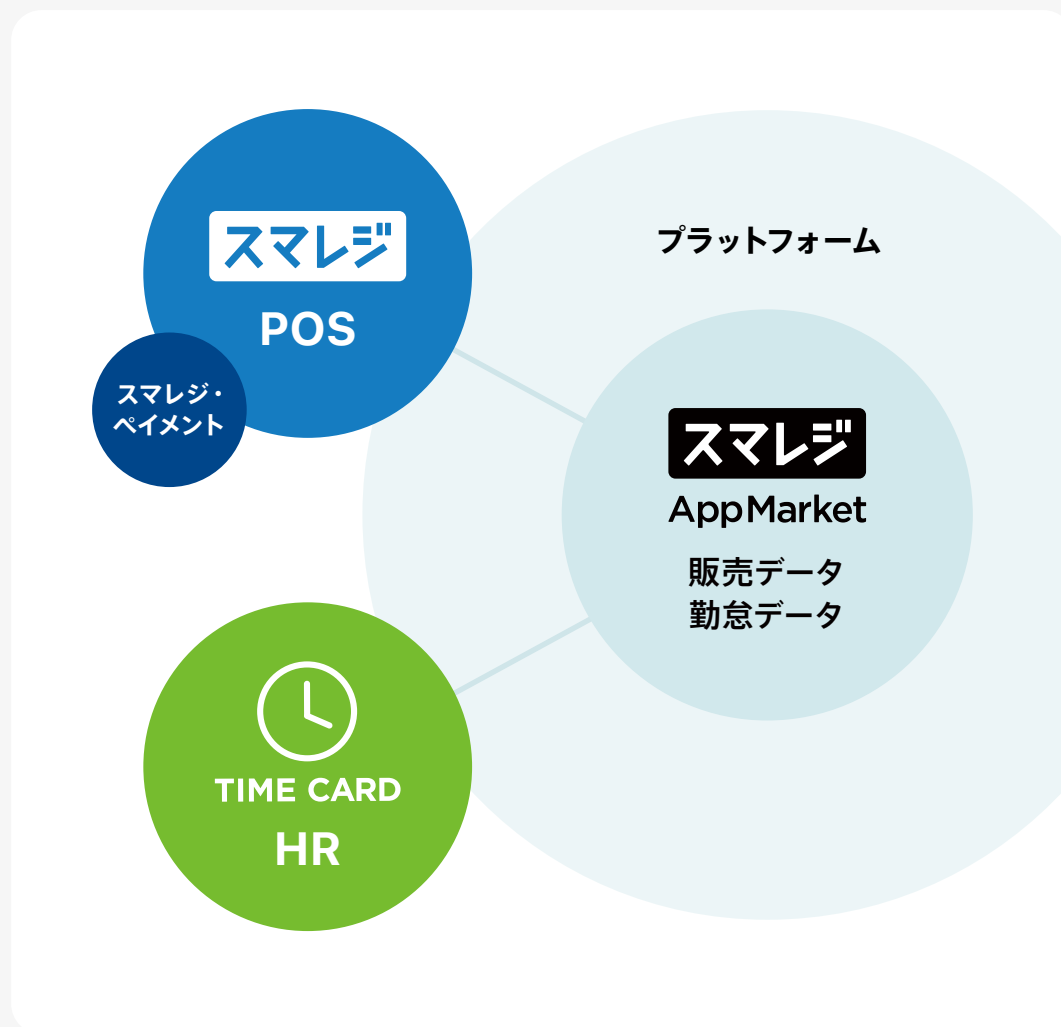 スマレジ
POS
スマレジ・
ペイメント
プラットフォーム
スマレジ
AppMarket
販売データ
勤怠データ
TIME CARD
HR